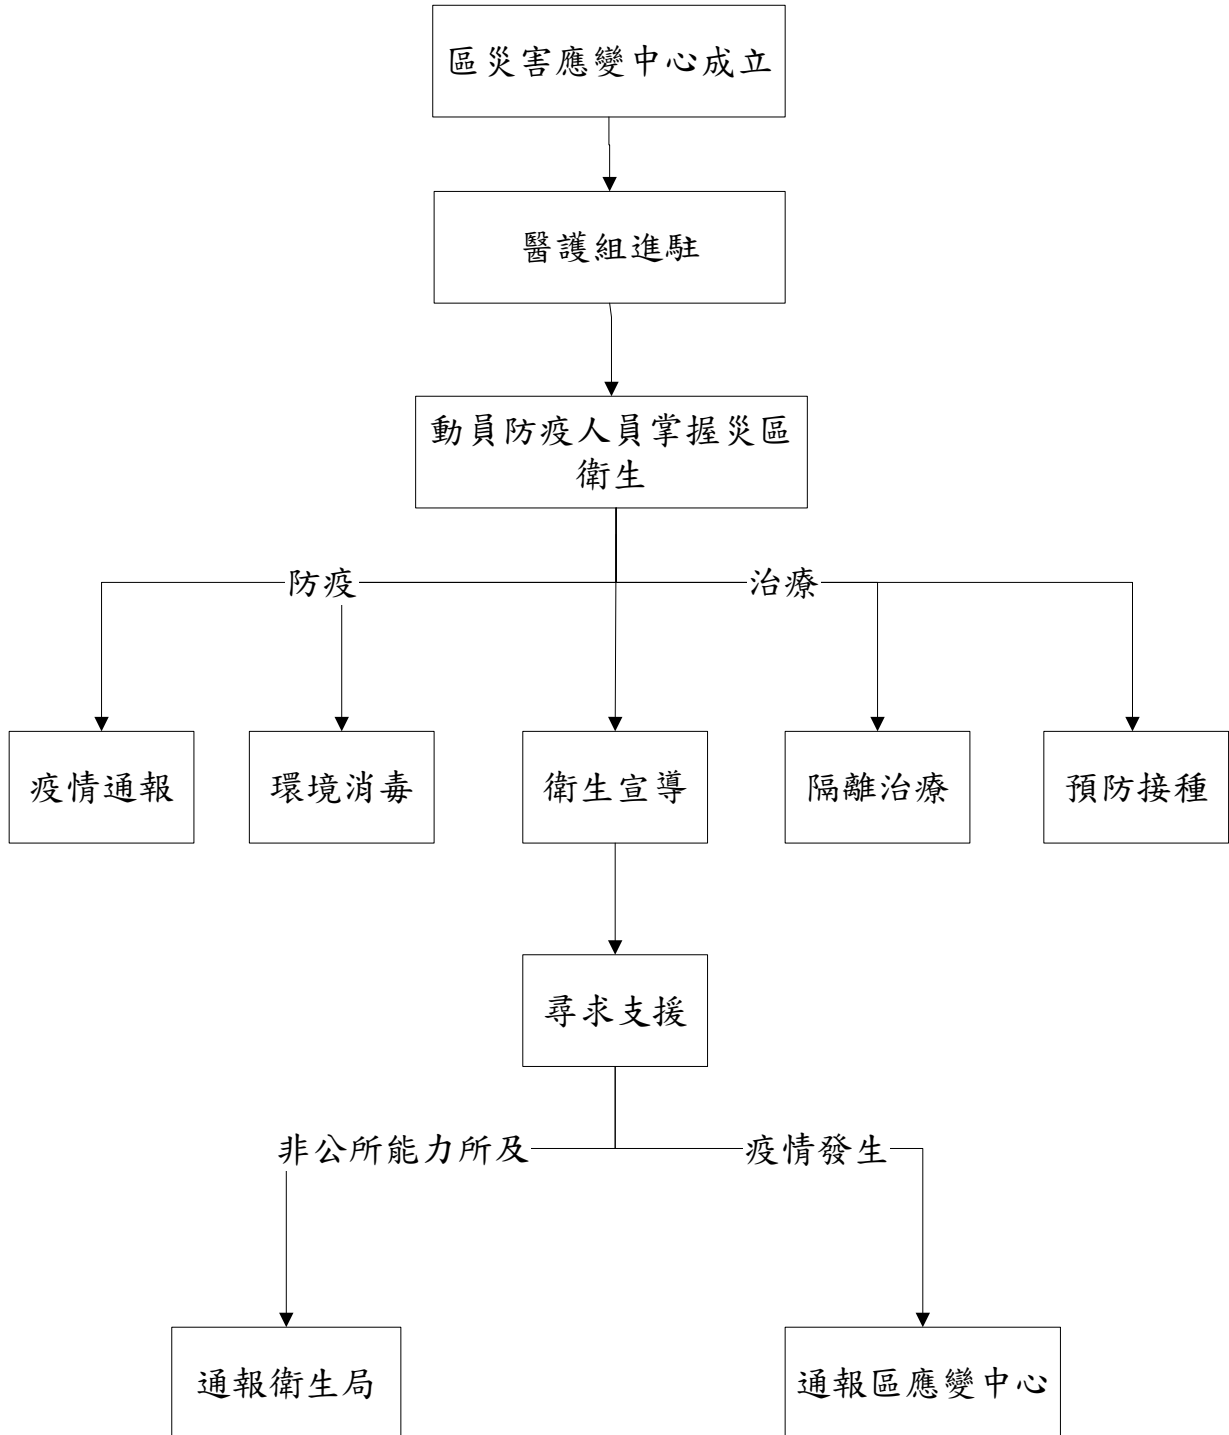 區災害應變中心成立
醫護組進駐
動員防疫人員掌握災區
衛生
防疫
治療
疫情通報
環境消毒
衛生宣導
隔離治療
預防接種
尋求支援
非公所能力所及
疫情發生
通報衛生局
通報區應變中心